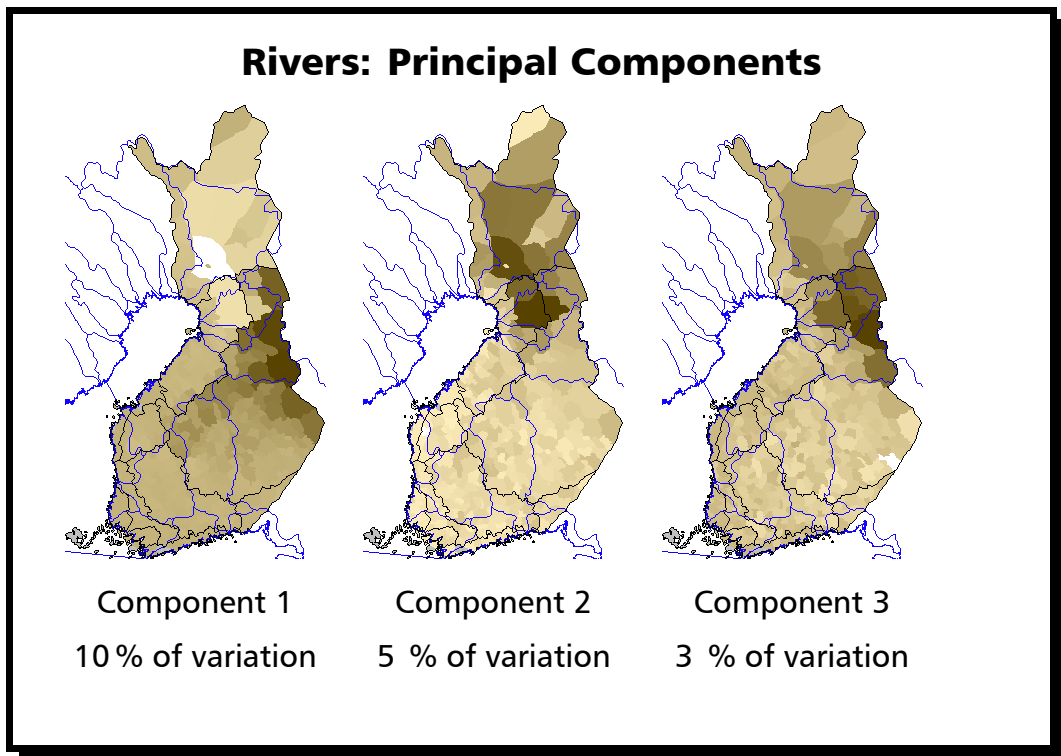 Rivers: Principal Components
Component 1 Component 2 Component 3
10 % of variation 5 % of variation 3 % of variation